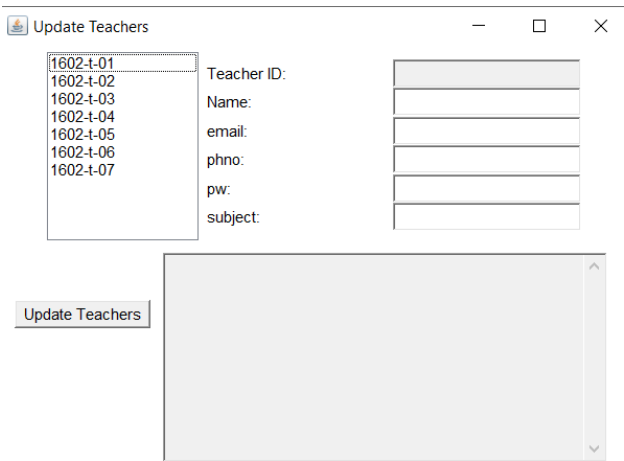 Update Teachers
1602-t-01
1602-t-02
1602-t-03
1602-t-04
1602-t-05
1602-t-06
1602-t-07
Teacher ID:
Name:
email:
phno:
pw:
subject:
Update Teachers